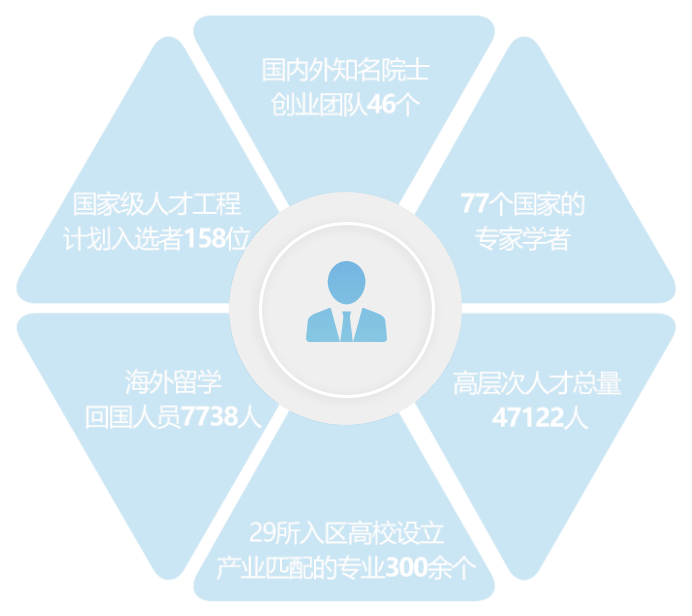 国内外知名院士
创业团队46个
国家级人才工程
计划入选者158位
77个国家的
专家学者
海外留学
回国人员7738人
高层次人才总量
47122人
29所入区高校设立
产业匹配的专业300余个